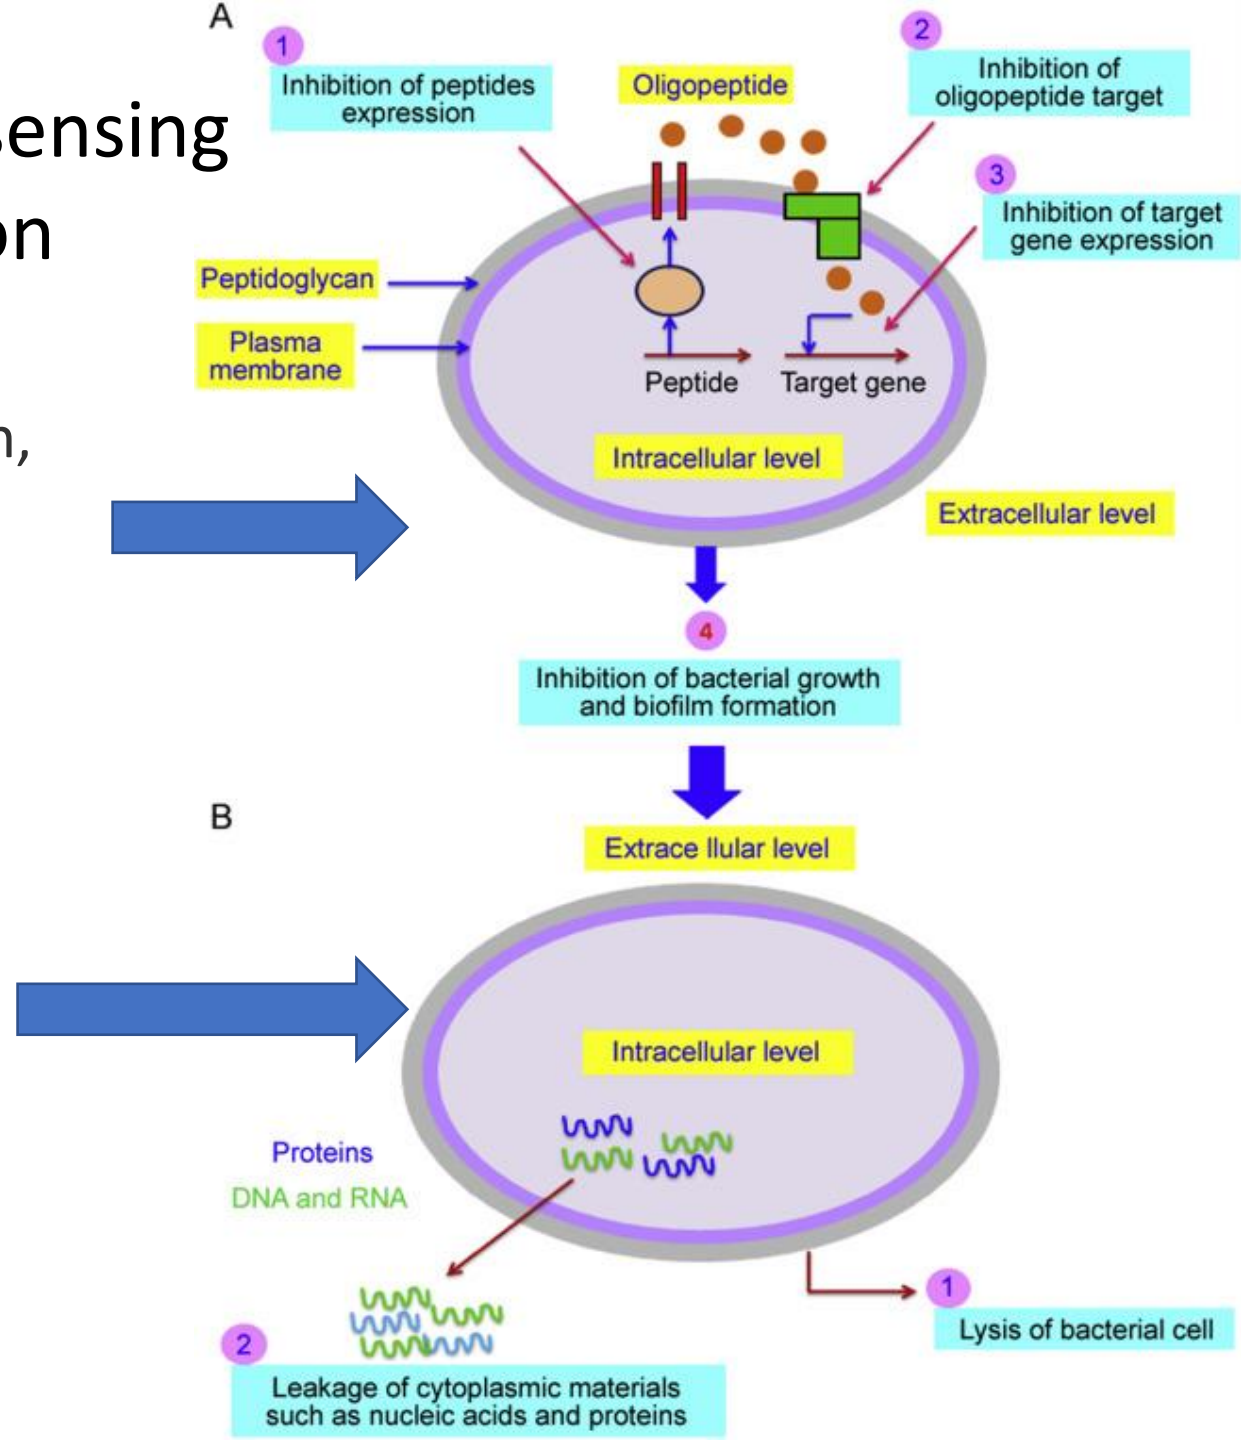 A
1
Inhibition of peptides
expression
Oligopeptide
2
Inhibition of
oligopeptide target
sensing
on
3
Inhibition of target
gene expression
Peptidoglycan
Plasma
membrane
Peptide
Target gene
n,
Intracellular level
Extracellular level
4
Inhibition of bacterial growth
and biofilm formation
B
Extrace llular level
Intracellular level
Proteins
DNA and RNA
1
Lysis of bacterial cell
2
Leakage of cytoplasmic materials
such as nucleic acids and proteins